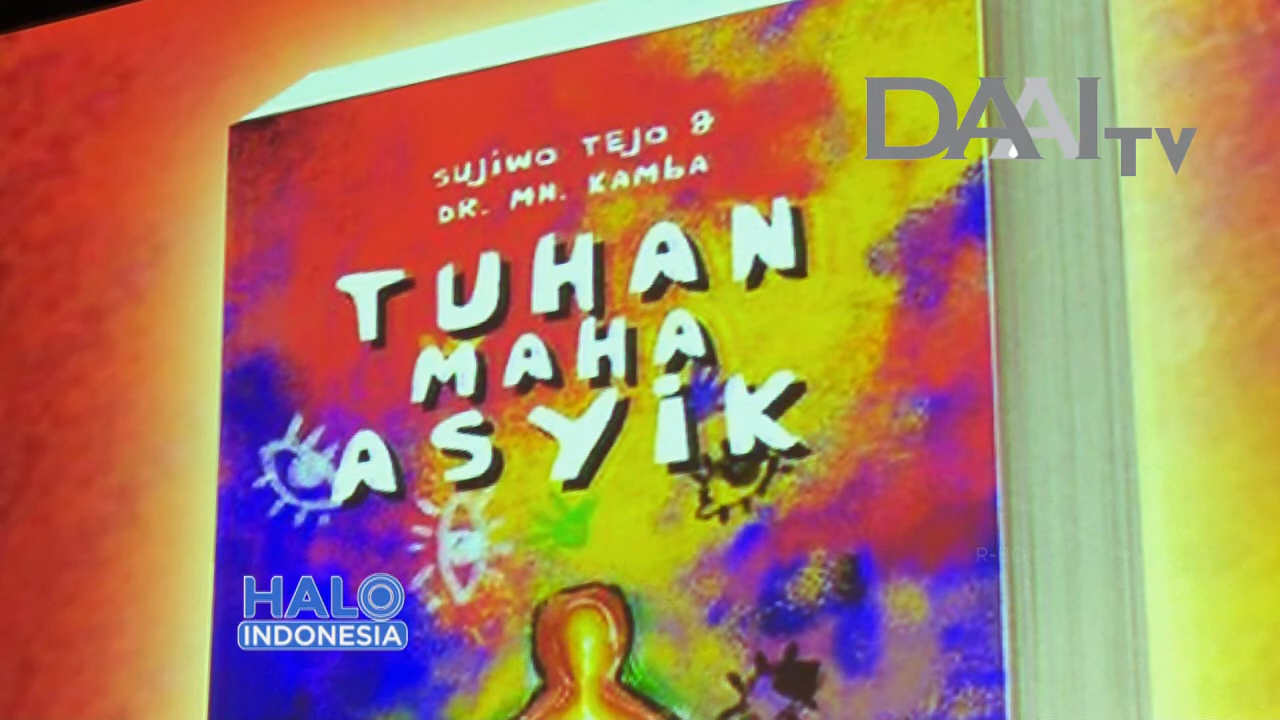 DAAI TV
SUJIWO TEJO &
DR. MN. KAMBA
TUHAN
MAHA
ASYIK
HALO
INDONESIA